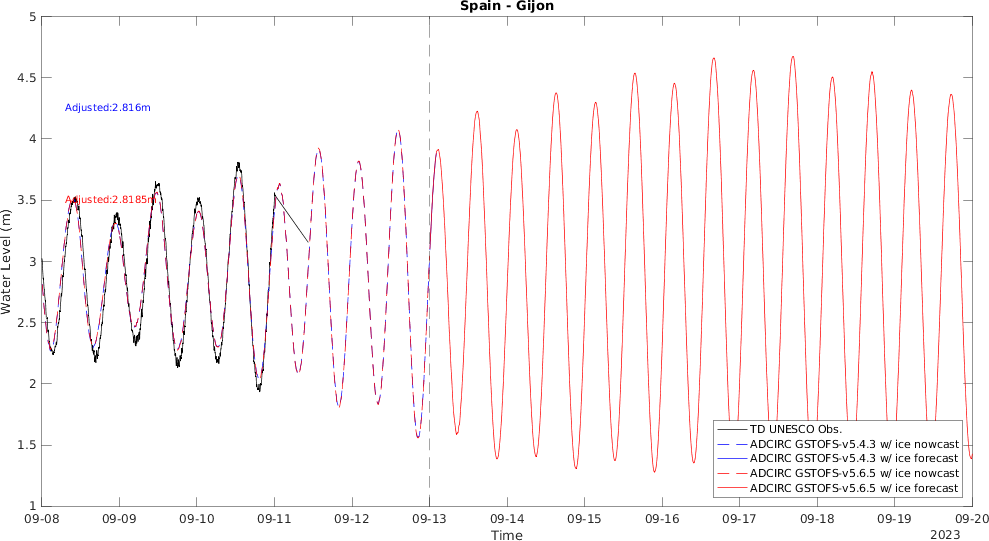 Spain - Gijon
5
4.5
4
3.5
3
2.5
2
1.5
1
Water Level (m)
Adjusted:2.816m
Adjusted:2.8185m
TD UNESCO Obs.
ADCIRC GSTOFS-v5.4.3 w/ ice nowcast
ADCIRC GSTOFS-v5.4.3 w/ ice forecast
ADCIRC GSTOFS-v5.6.5 w/ ice nowcast
ADCIRC GSTOFS-v5.6.5 w/ ice forecast
09-08 09-09 09-10 09-11 09-12 09-13 09-14 09-15 09-16 09-17 09-18 09-19 09-20
Time
2023